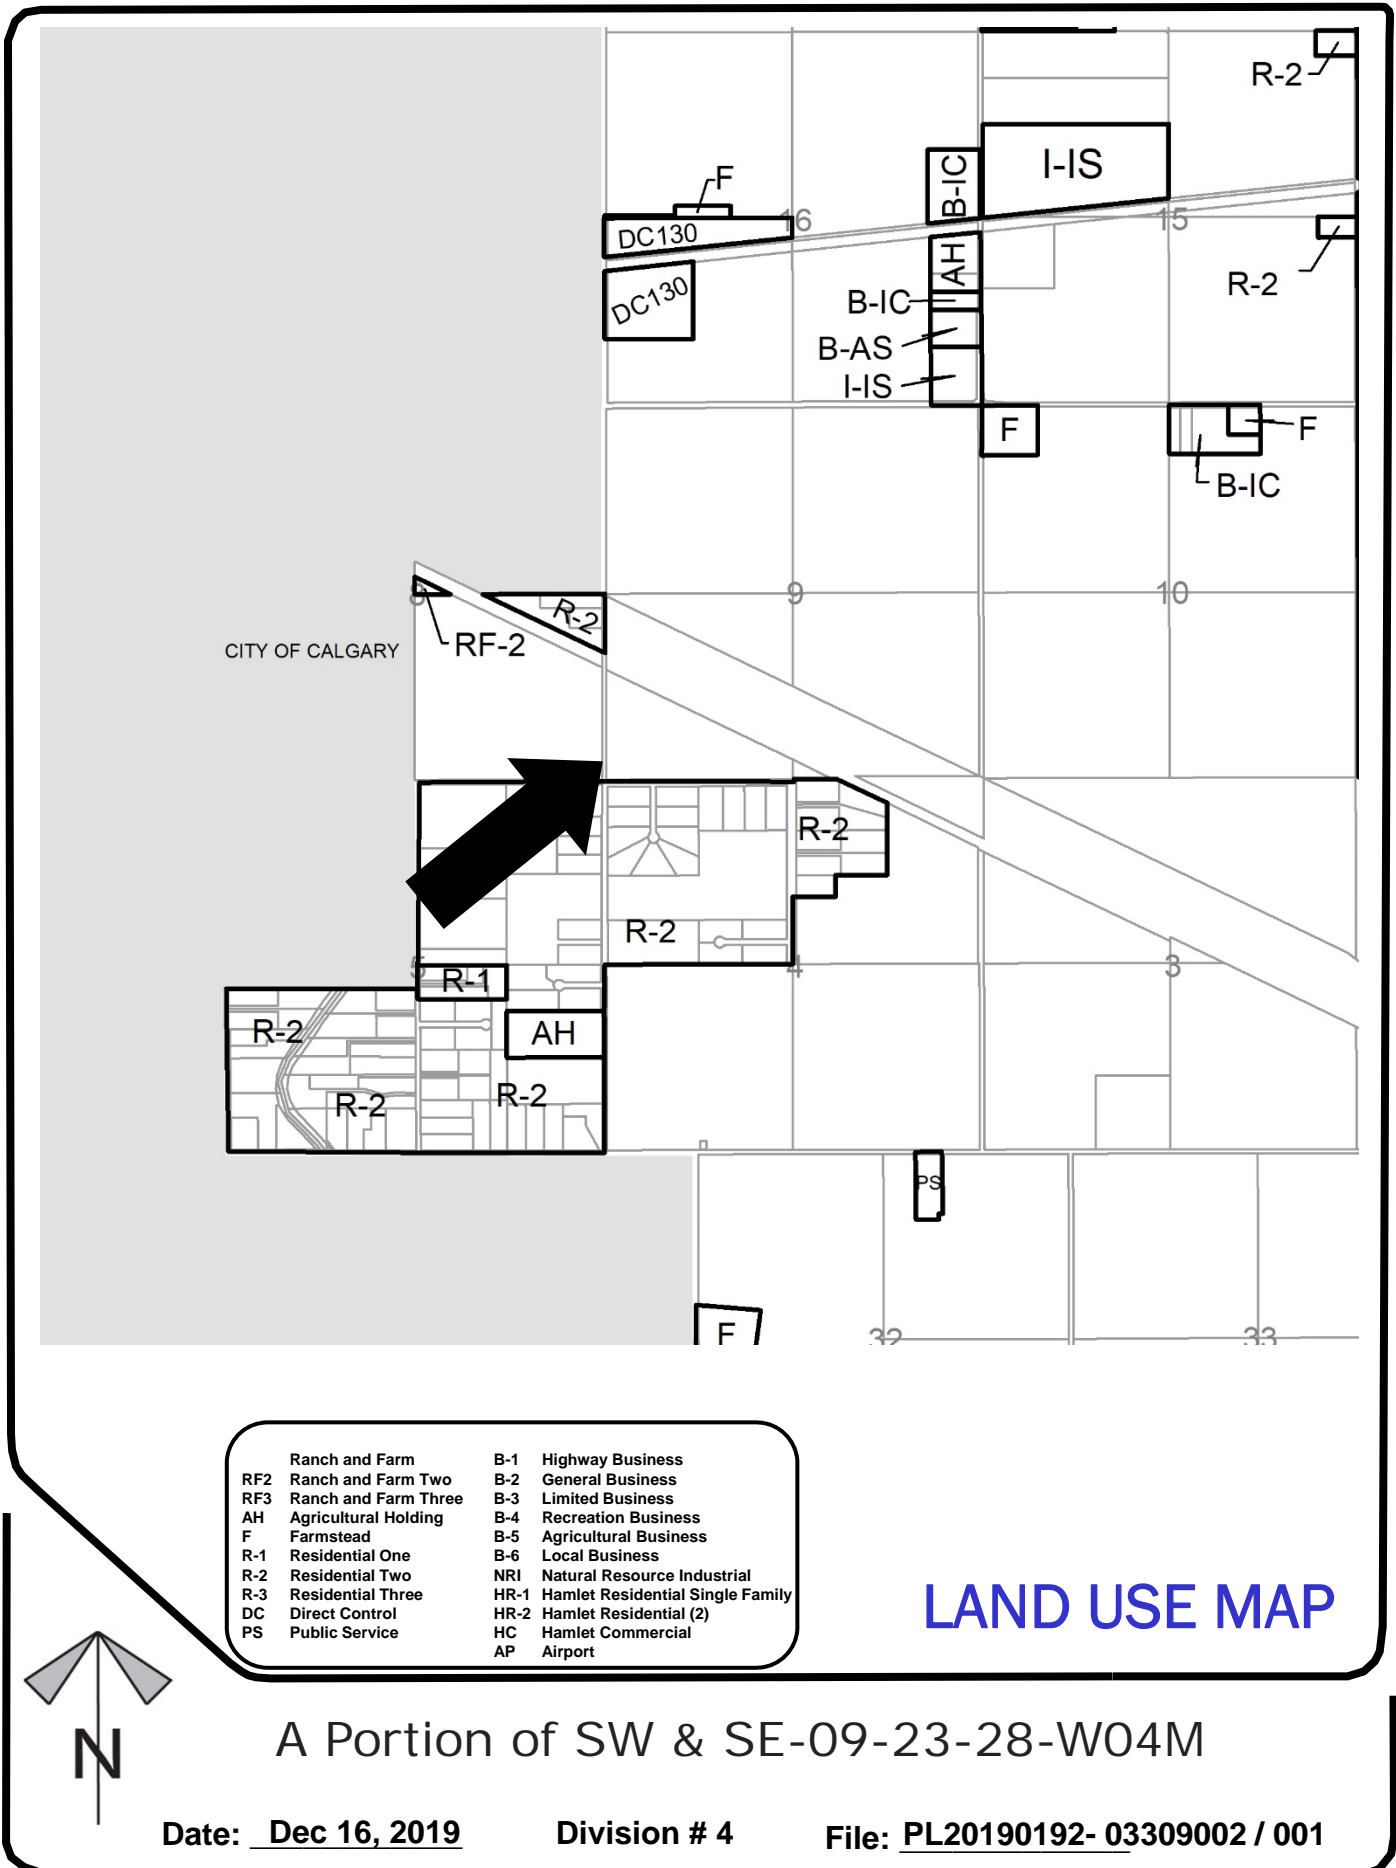 R-2
F
B-IC
I-IS
16
15
DC130
AH
R-2
DC130
B-IC
B-AS
I-IS
F
F
B-IC
8
R-2
9
10
CITY OF CALGARY
RF-2
R-2
R-2
5
R-1
4
3
R-2
AH
R-2
R-2
PS
F
32
33
Ranch and Farm
RF2 Ranch and Farm Two
RF3 Ranch and Farm Three
AH Agricultural Holding
F Farmstead
R-1 Residential One
R-2 Residential Two
R-3 Residential Three
DC Direct Control
PS Public Service
B-1 Highway Business
B-2 General Business
B-3 Limited Business
B-4 Recreation Business
B-5 Agricultural Business
B-6 Local Business
NRI Natural Resource Industrial
HR-1 Hamlet Residential Single Family
HR-2 Hamlet Residential (2)
HC Hamlet Commercial
AP Airport
LAND USE MAP
N
A Portion of SW & SE-09-23-28-W04M
Date: Dec 16, 2019 Division # 4 File: PL20190192- 03309002 / 001